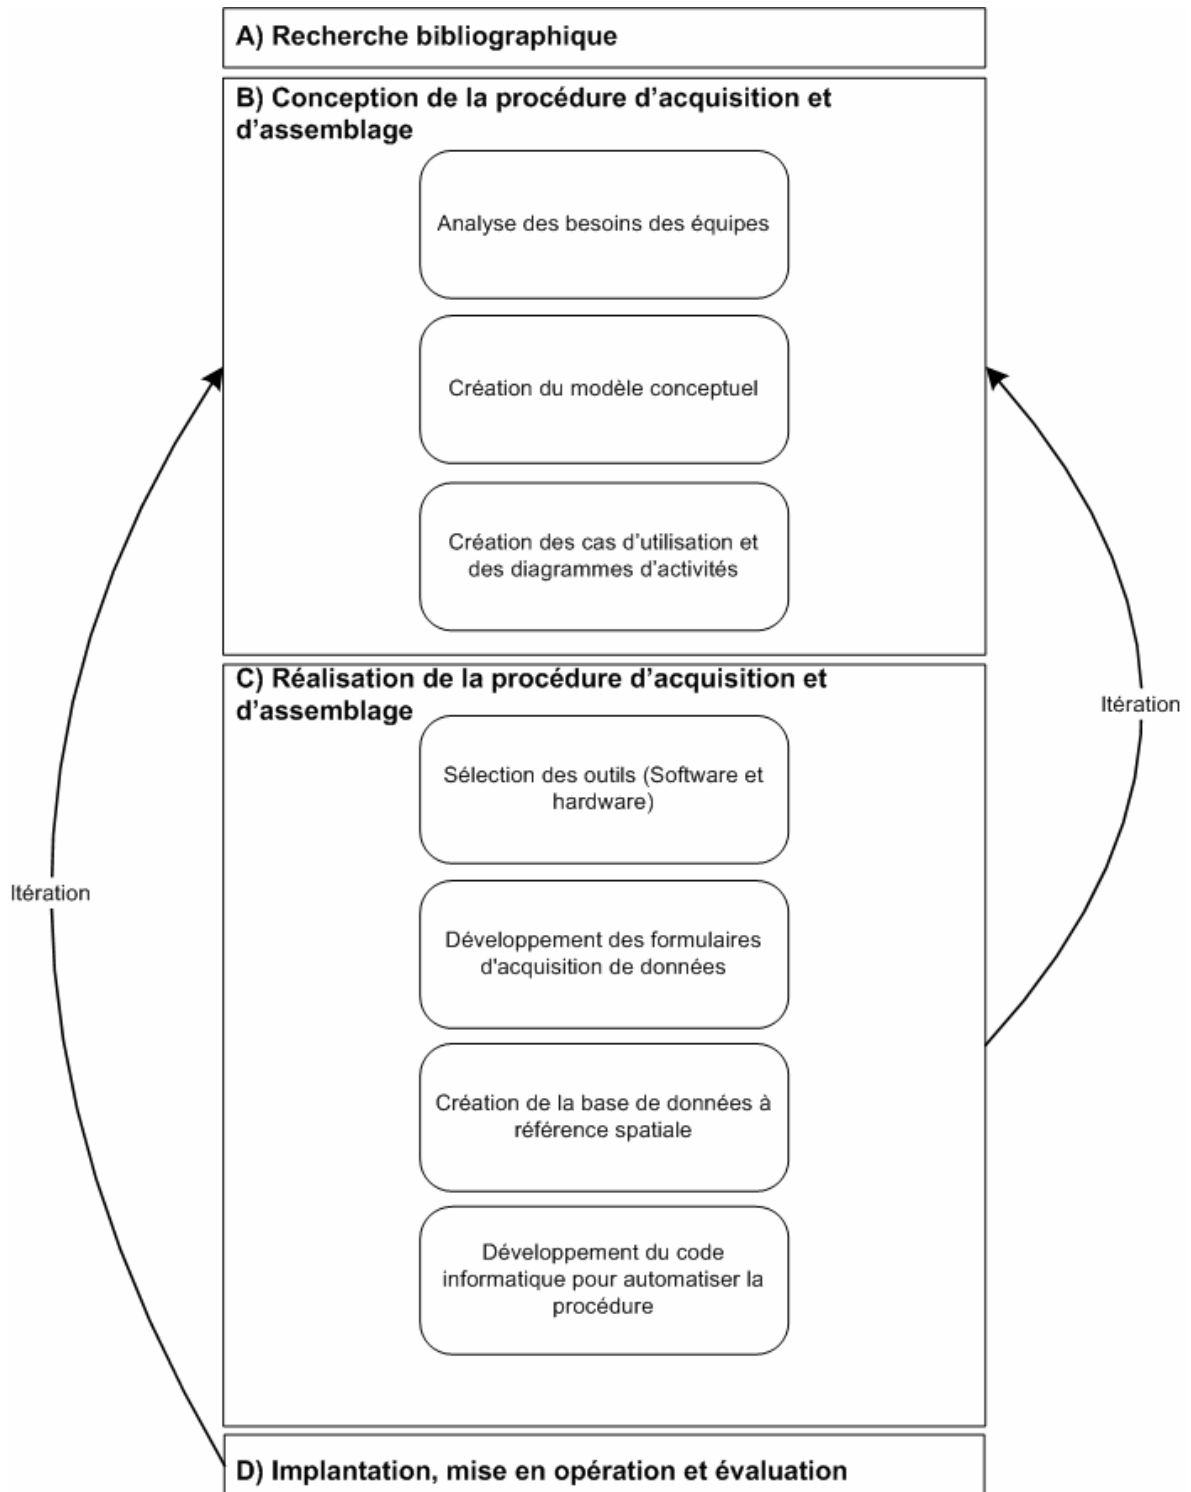 A) Recherche bibliographique
B) Conception de la procédure d'acquisition et
d'assemblage
Analyse des besoins des équipes
Création du modèle conceptuel
Création des cas d'utilisation et
des diagrammes d'activités
C) Réalisation de la procédure d'acquisition et
d'assemblage
Itération
Sélection des outils (Software et
hardware)
Itération
Développement des formulaires
d'acquisition de données
Création de la base de données à
référence spatiale
Développement du code
informatique pour automatiser la
procédure
D) Implantation, mise en opération et évaluation